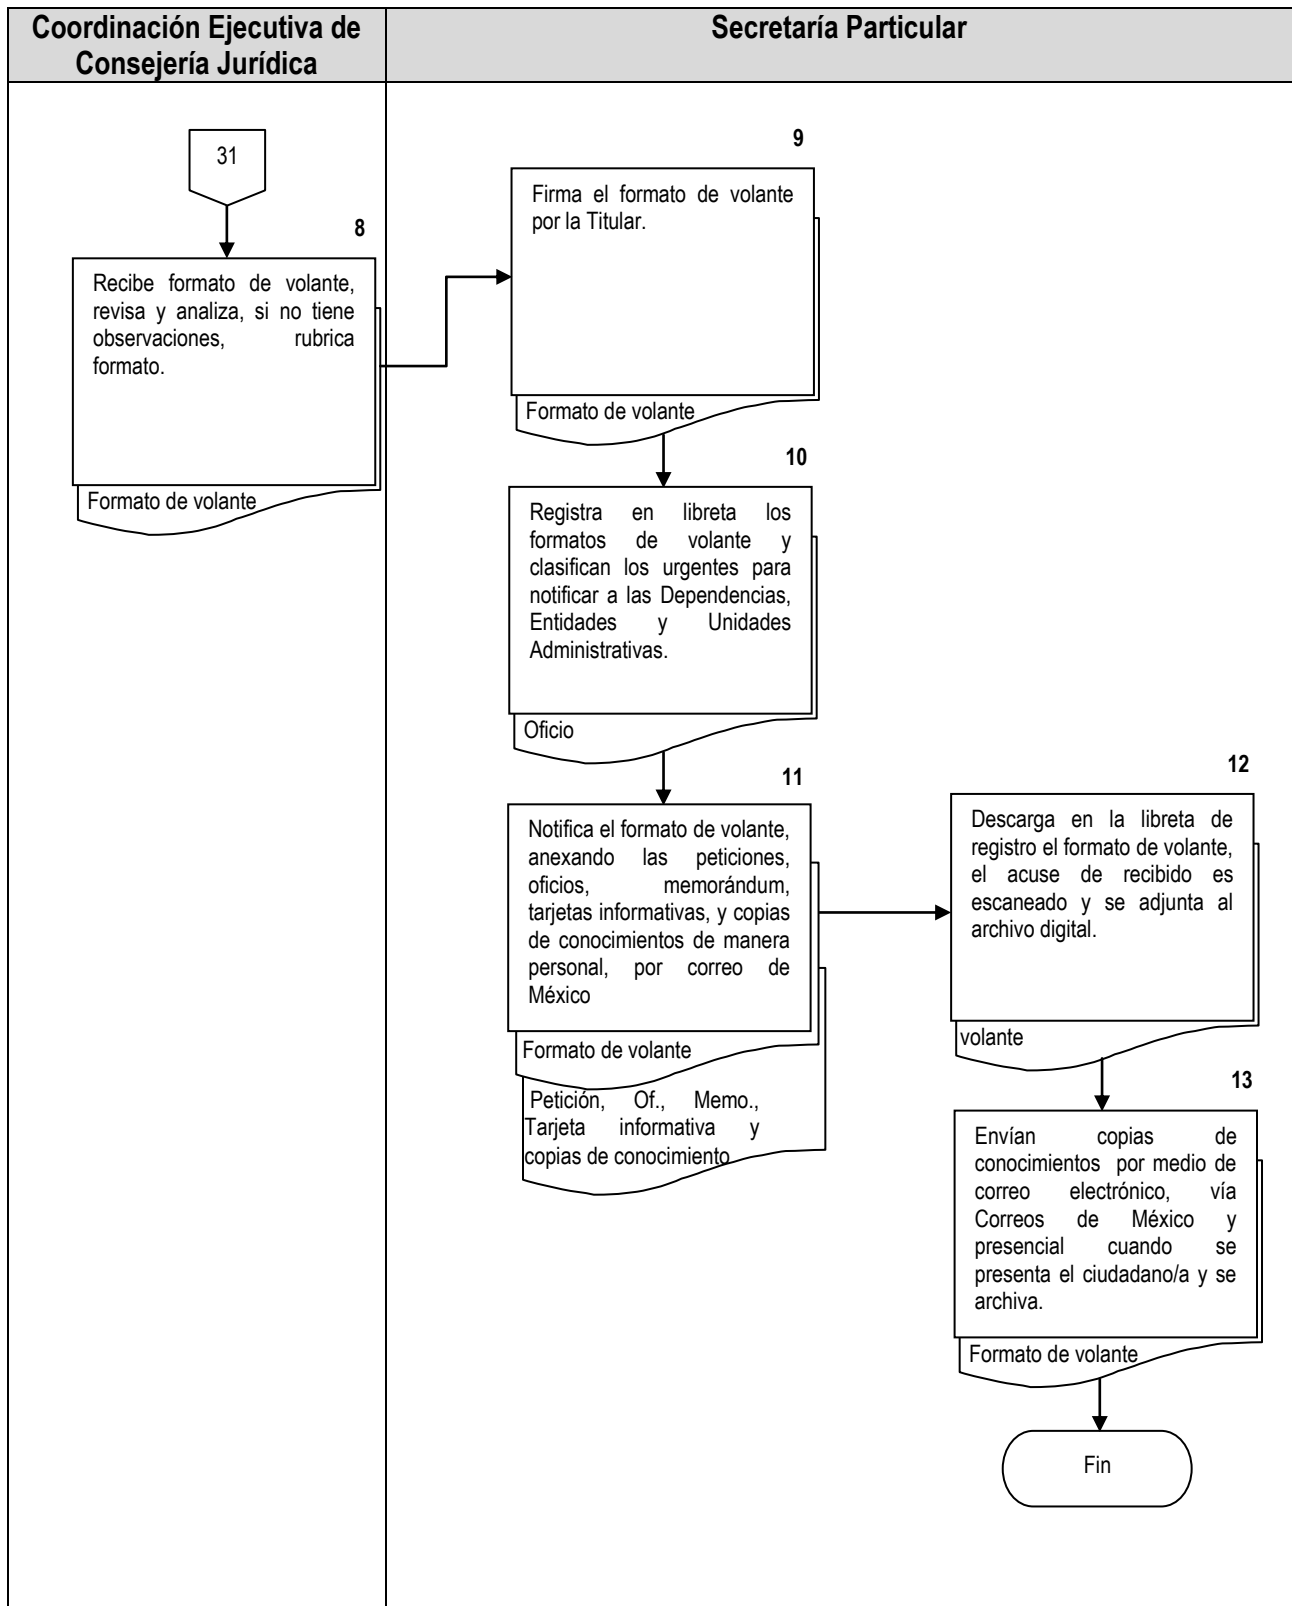 Coordinación Ejecutiva de
Consejería Jurídica
Secretaría Particular
31
8
Recibe formato de volante,
revisa y analiza, si no tiene
observaciones, rubrica
formato.
Formato de volante
9
Firma el formato de volante
por la Titular.
Formato de volante
10
Registra en libreta los
formatos de volante y
clasifican los urgentes para
notificar a las Dependencias,
Entidades y Unidades
Administrativas.
Oficio
11
Notifica el formato de volante,
anexando las peticiones,
oficios, memorándum,
tarjetas informativas, y copias
de conocimientos de manera
personal, por correo de
México
Formato de volante
Petición, Of., Memo.,
Tarjeta informativa y
copias de conocimiento
12
Descarga en la libreta de
registro el formato de volante,
el acuse de recibido es
escaneado y se adjunta al
archivo digital.
volante
13
Envían copias de
conocimientos por medio de
correo electrónico, vía
Correos de México y
presencial cuando se
presenta el ciudadano/a y se
archiva.
Formato de volante
Fin